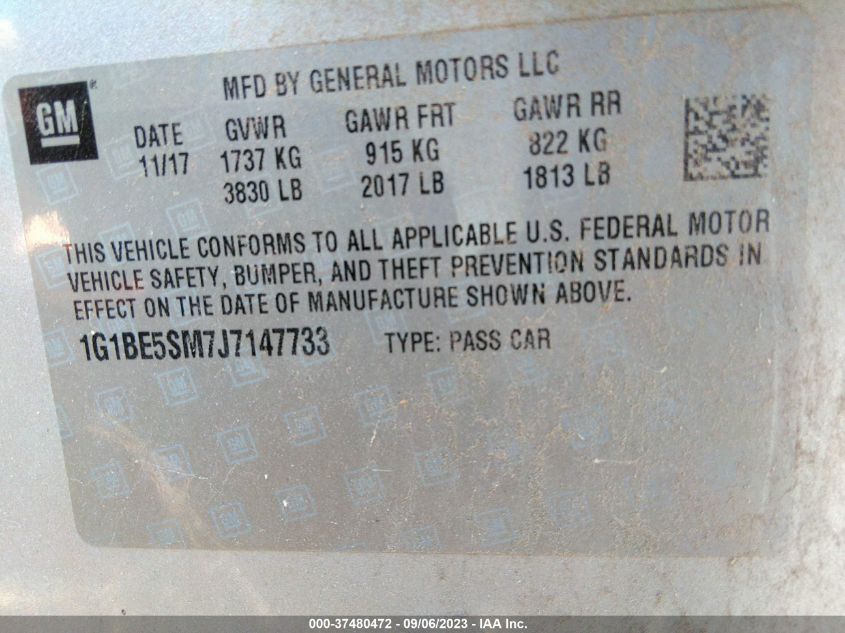 MFD BY GENERAL MOTORS LLC
GM
DATE GVWR GAWR FRT GAWR RR
11/17 1737 KG 915 KG 822 KG
3830 LB 2017 LB 1813 LB
THIS VEHICLE CONFORMS TO ALL APPLICABLE U.S. FEDERAL MOTOR
VEHICLE SAFETY, BUMPER, AND THEFT PREVENTION STANDARDS IN
EFFECT ON THE DATE OF MANUFACTURE SHOWN ABOVE.
1G1BE5SM7J7147733 TYPE: PASS CAR
000-37480472 - 09/06/2023 - IAA Inc.